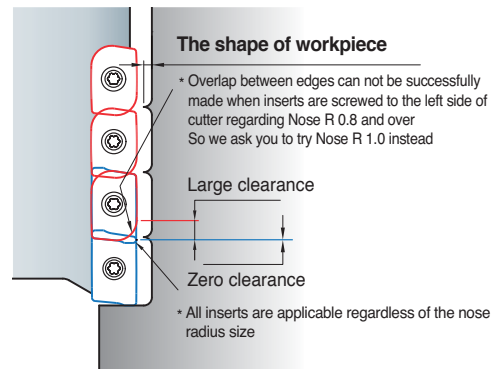 The shape of workpiece
* Overlap between edges can not be successfully
made when inserts are screwed to the left side of
cutter regarding Nose R 0.8 and over
So we ask you to try Nose R 1.0 instead
Large clearance
Zero clearance
* All inserts are applicable regardless of the nose
radius size